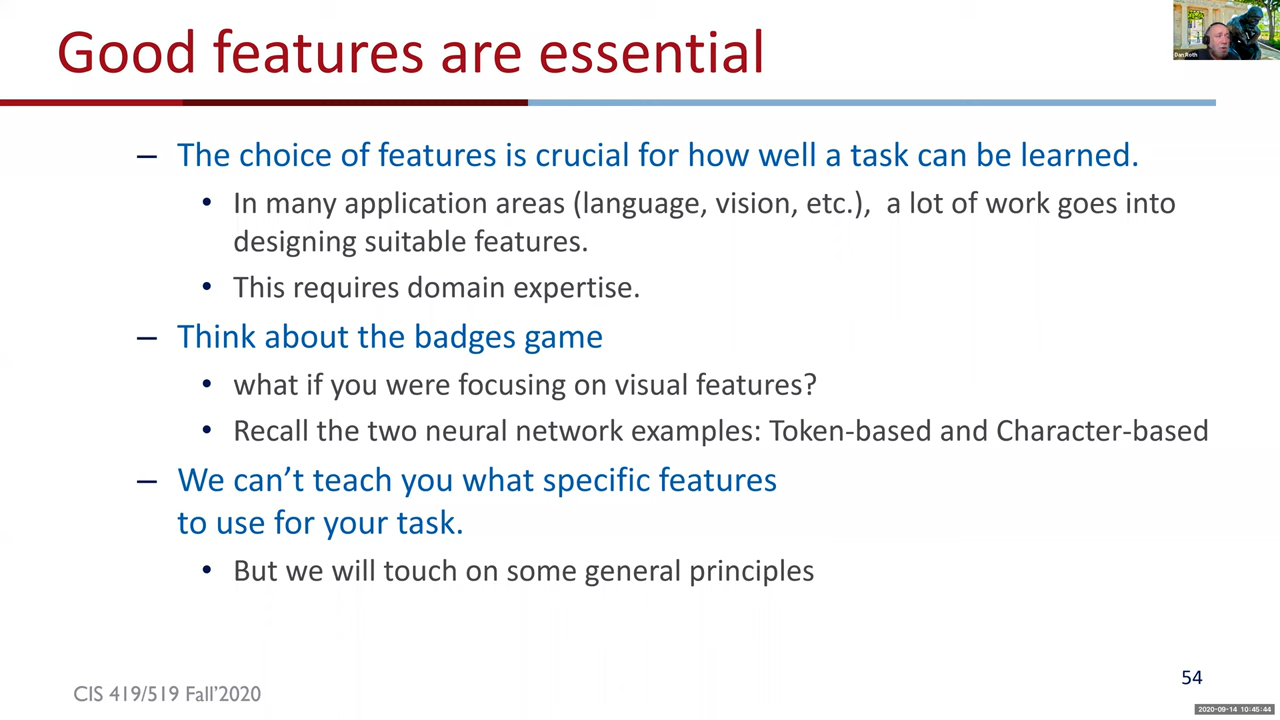 Good features are essential
Dan Roth
– The choice of features is crucial for how well a task can be learned.
• In many application areas (language, vision, etc.), a lot of work goes into
designing suitable features.
• This requires domain expertise.
– Think about the badges game
• what if you were focusing on visual features?
• Recall the two neural network examples: Token-based and Character-based
– We can’t teach you what specific features
to use for your task.
• But we will touch on some general principles
CIS 419/519 Fall’2020
54
2020-09-14 10:45:44